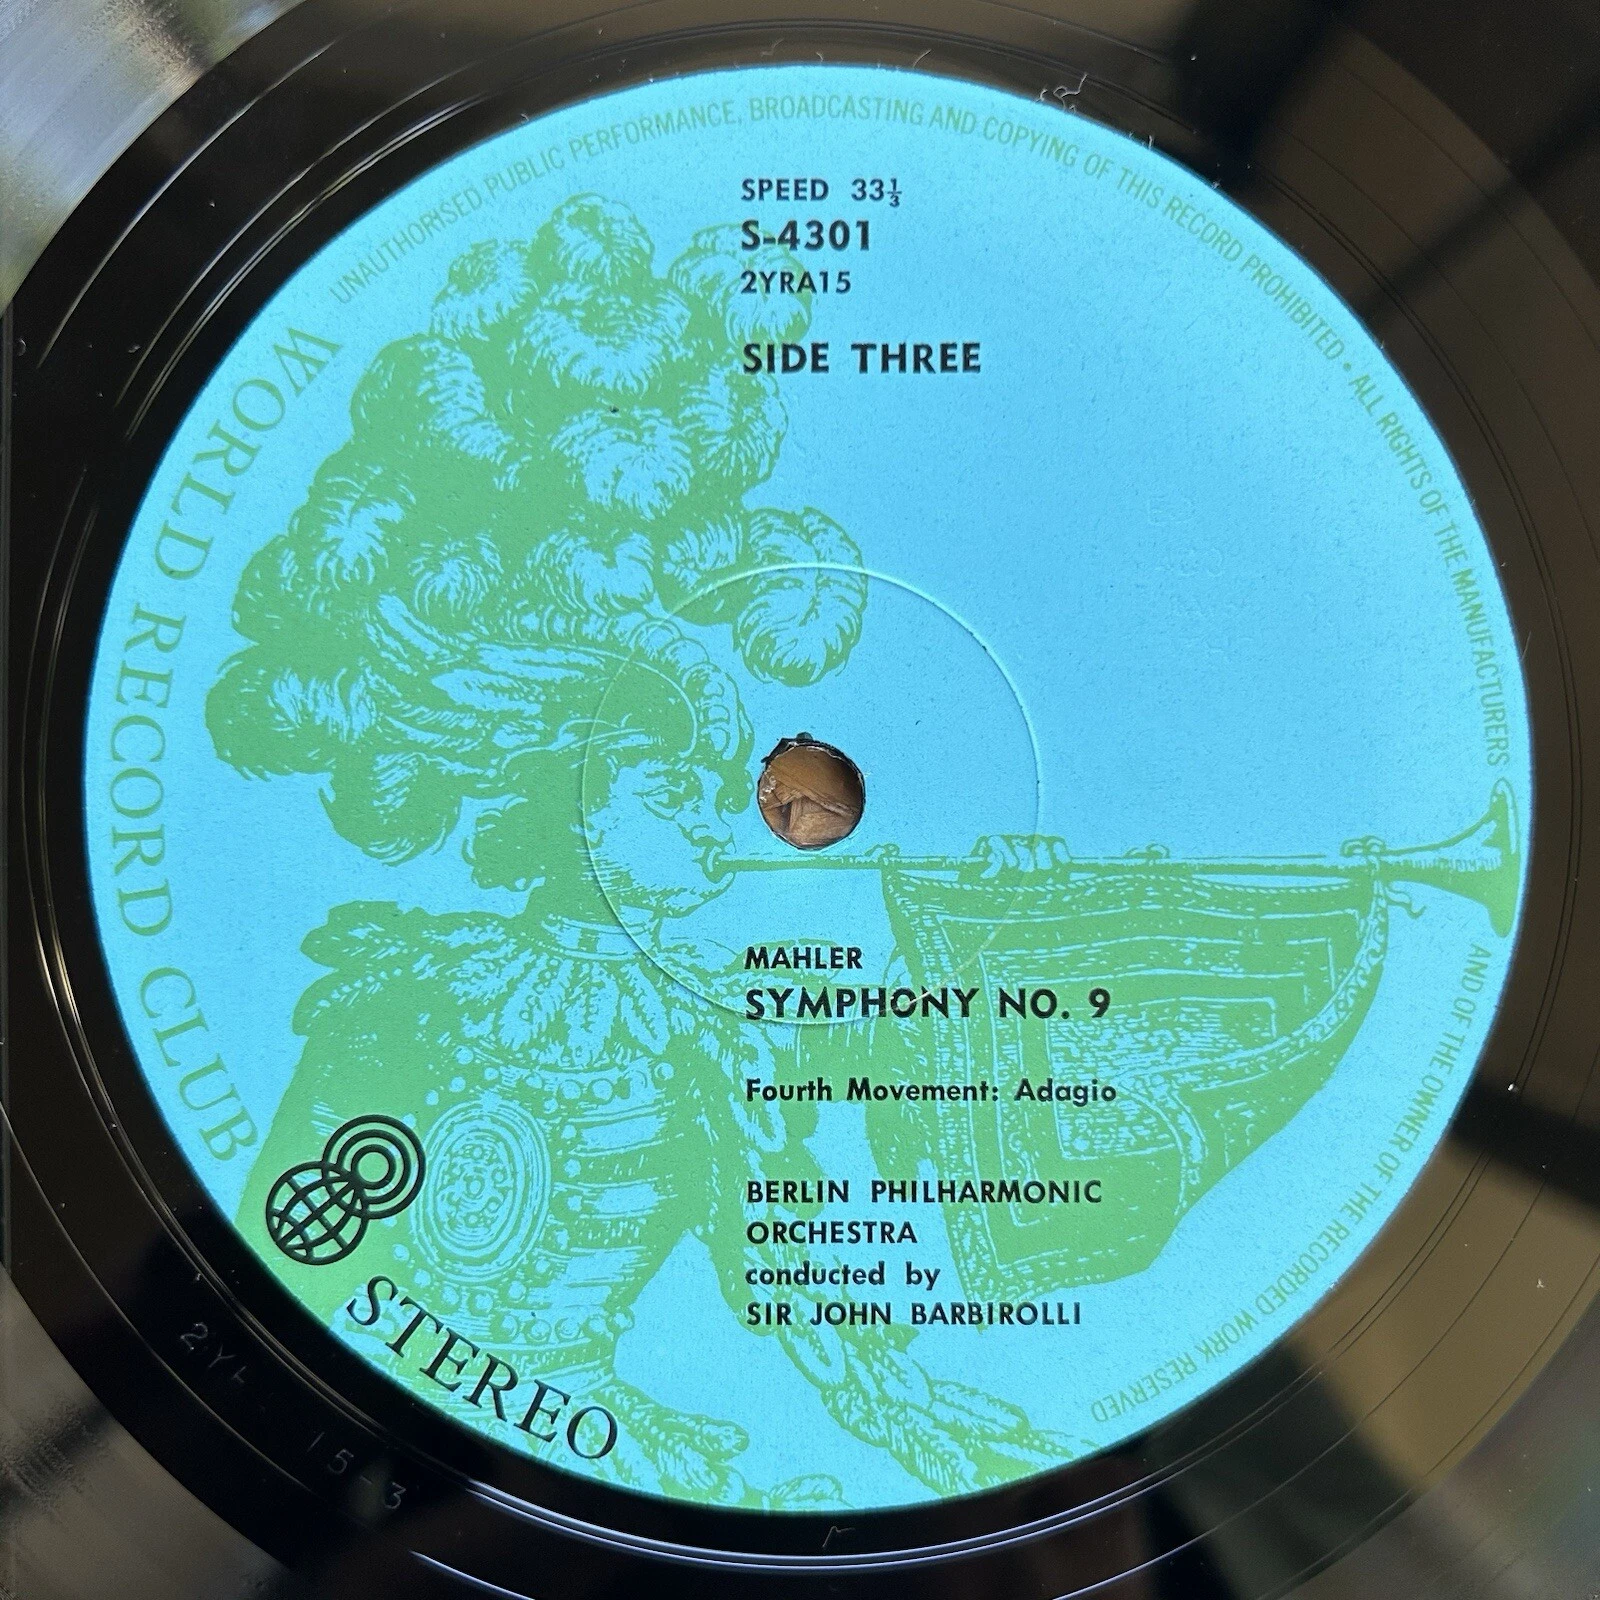 UNAUTHORISED PUBLIC PERFORMANCE, BROADCASTING AND COPYING OF THIS RECORD PROHIBITED • ALL RIGHTS OF THE MANUFACTURERS AND OF THE OWNER OF THE RECORDED WORK RESERVED
WORLD RECORD CLUB
SPEED 33⅓
S-4301
2YRA15
SIDE THREE
MAHLER
SYMPHONY NO. 9
Fourth Movement: Adagio
BERLIN PHILHARMONIC
ORCHESTRA
conducted by
SIR JOHN BARBIROLLI
STEREO
15-3